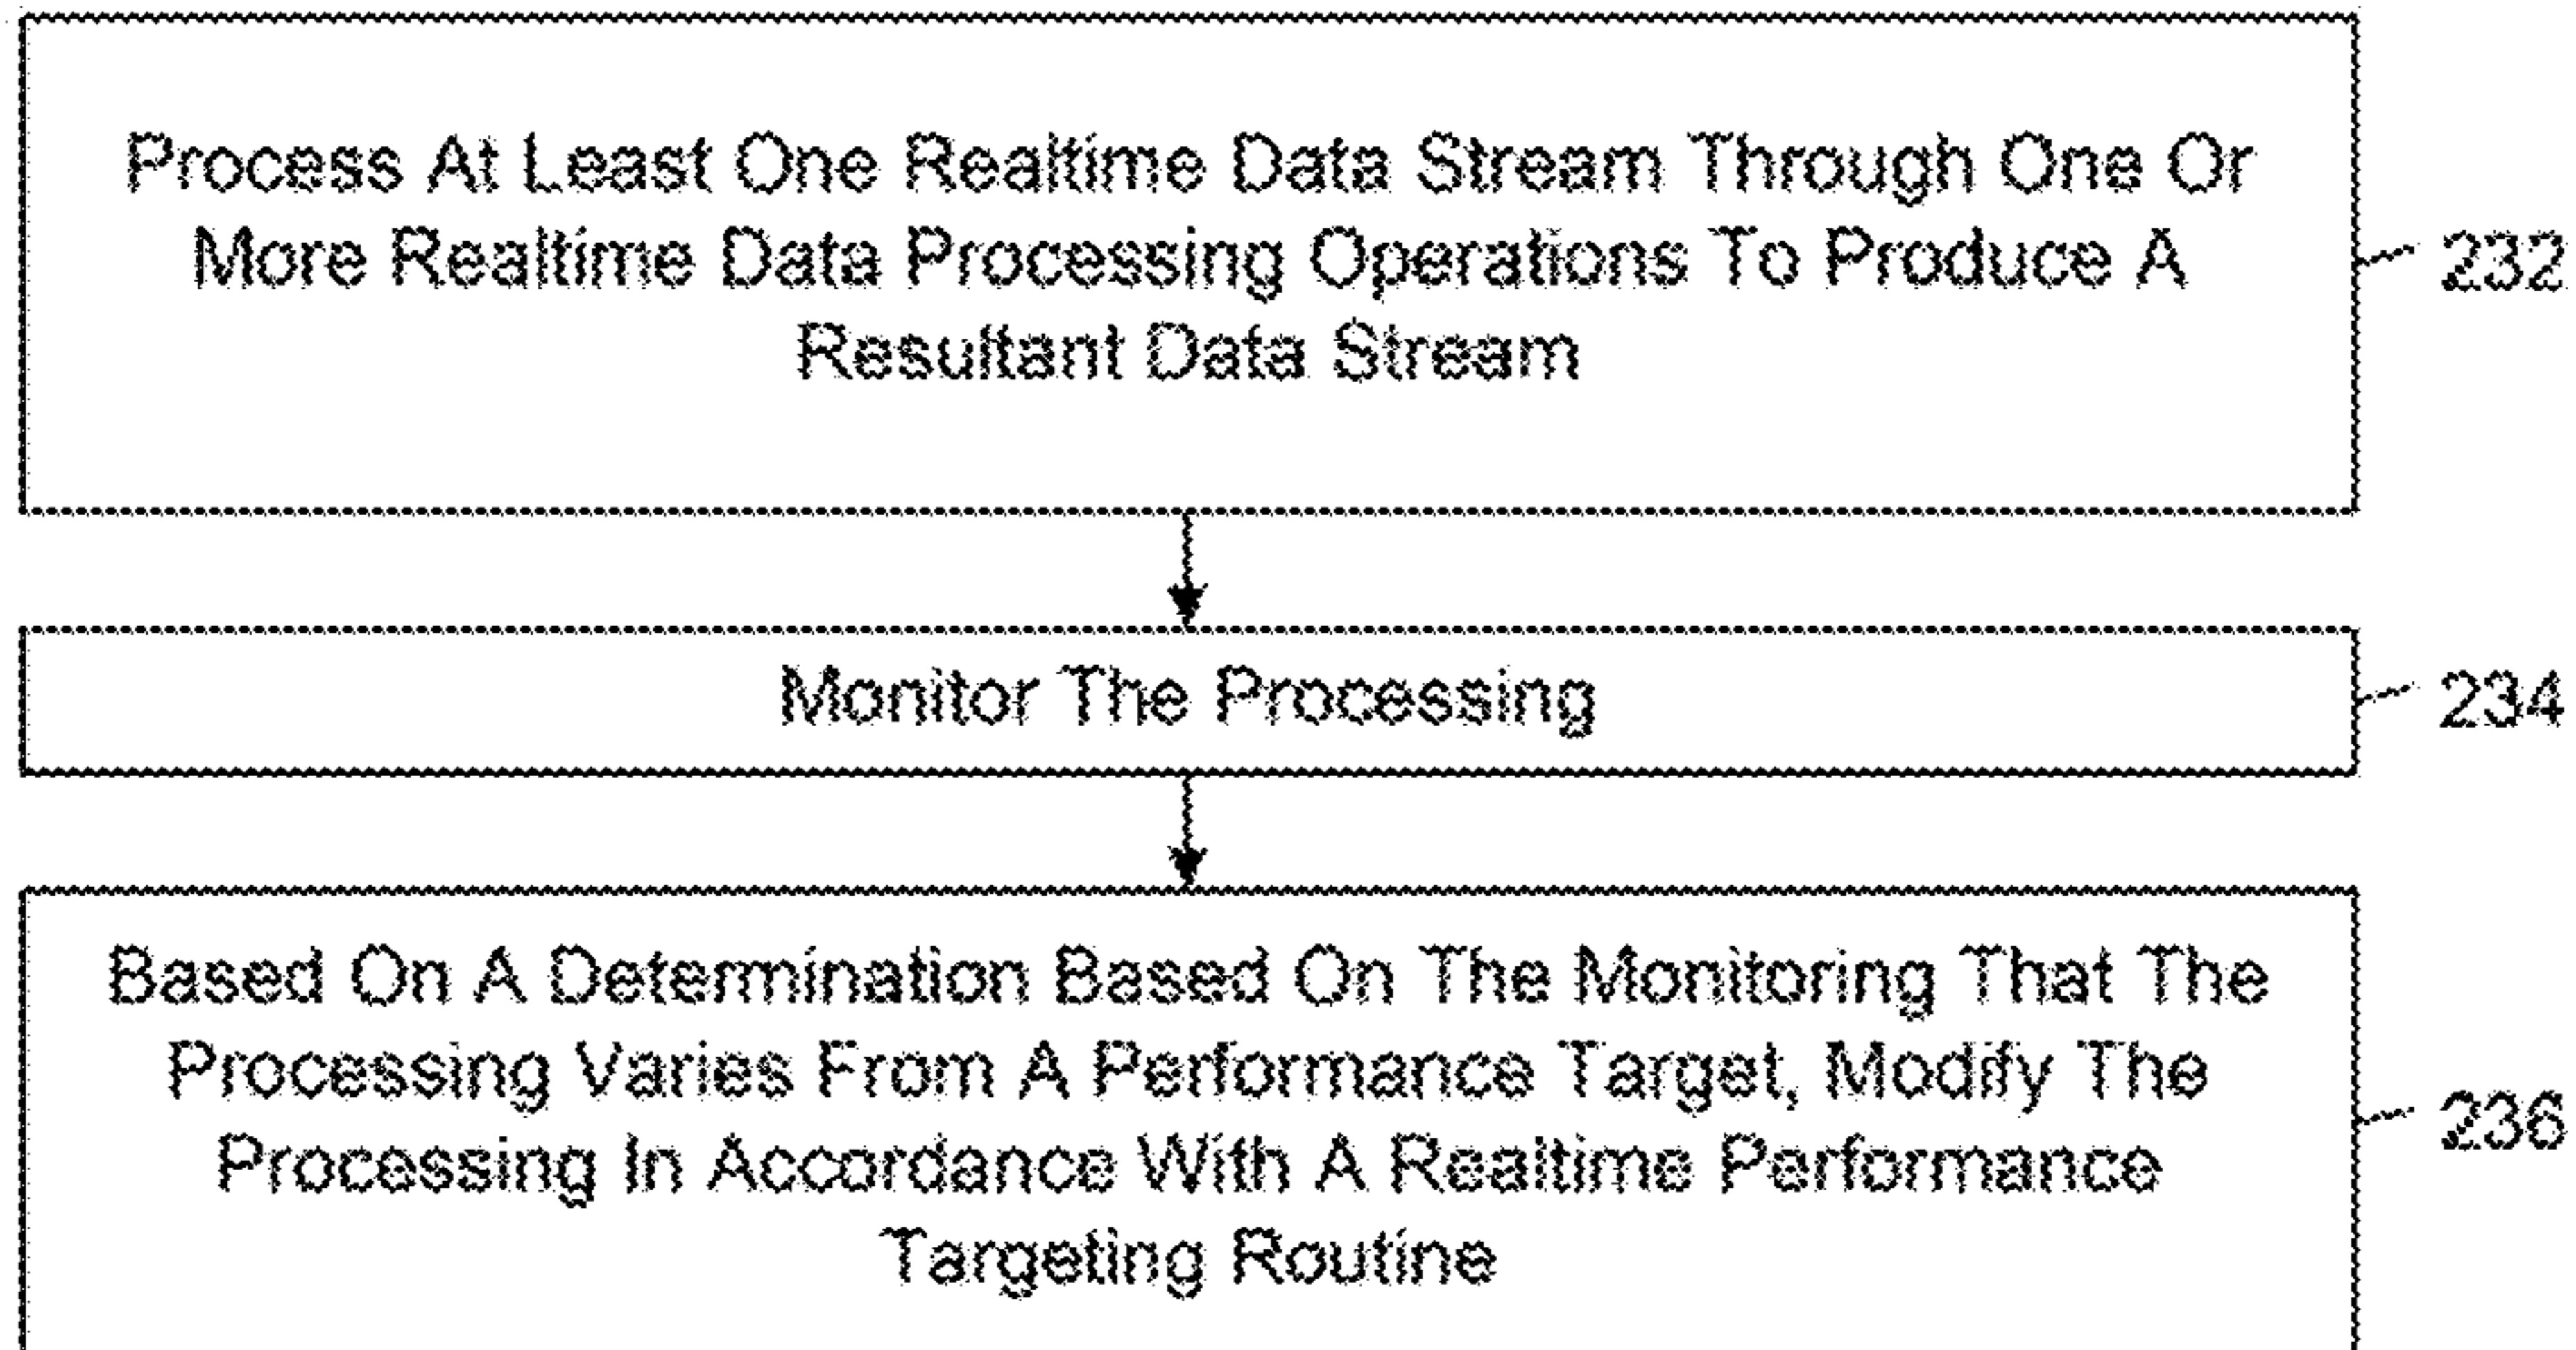 Process At Least One Realtime Data Stream Through One Or
More Realtime Data Processing Operations To Produce A
Resultant Data Stream
232
Monitor The Processing
234
Based On A Determination Based On The Monitoring That The
Processing Varies From A Performance Target, Modify The
Processing In Accordance With A Realtime Performance
Targeting Routine
236